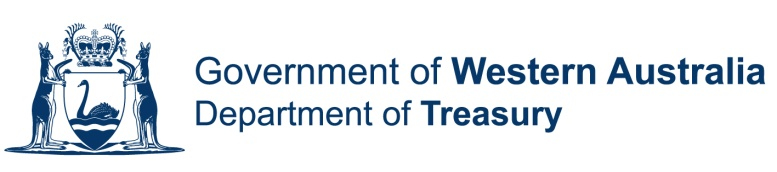 Government of Western Australia
Department of Treasury